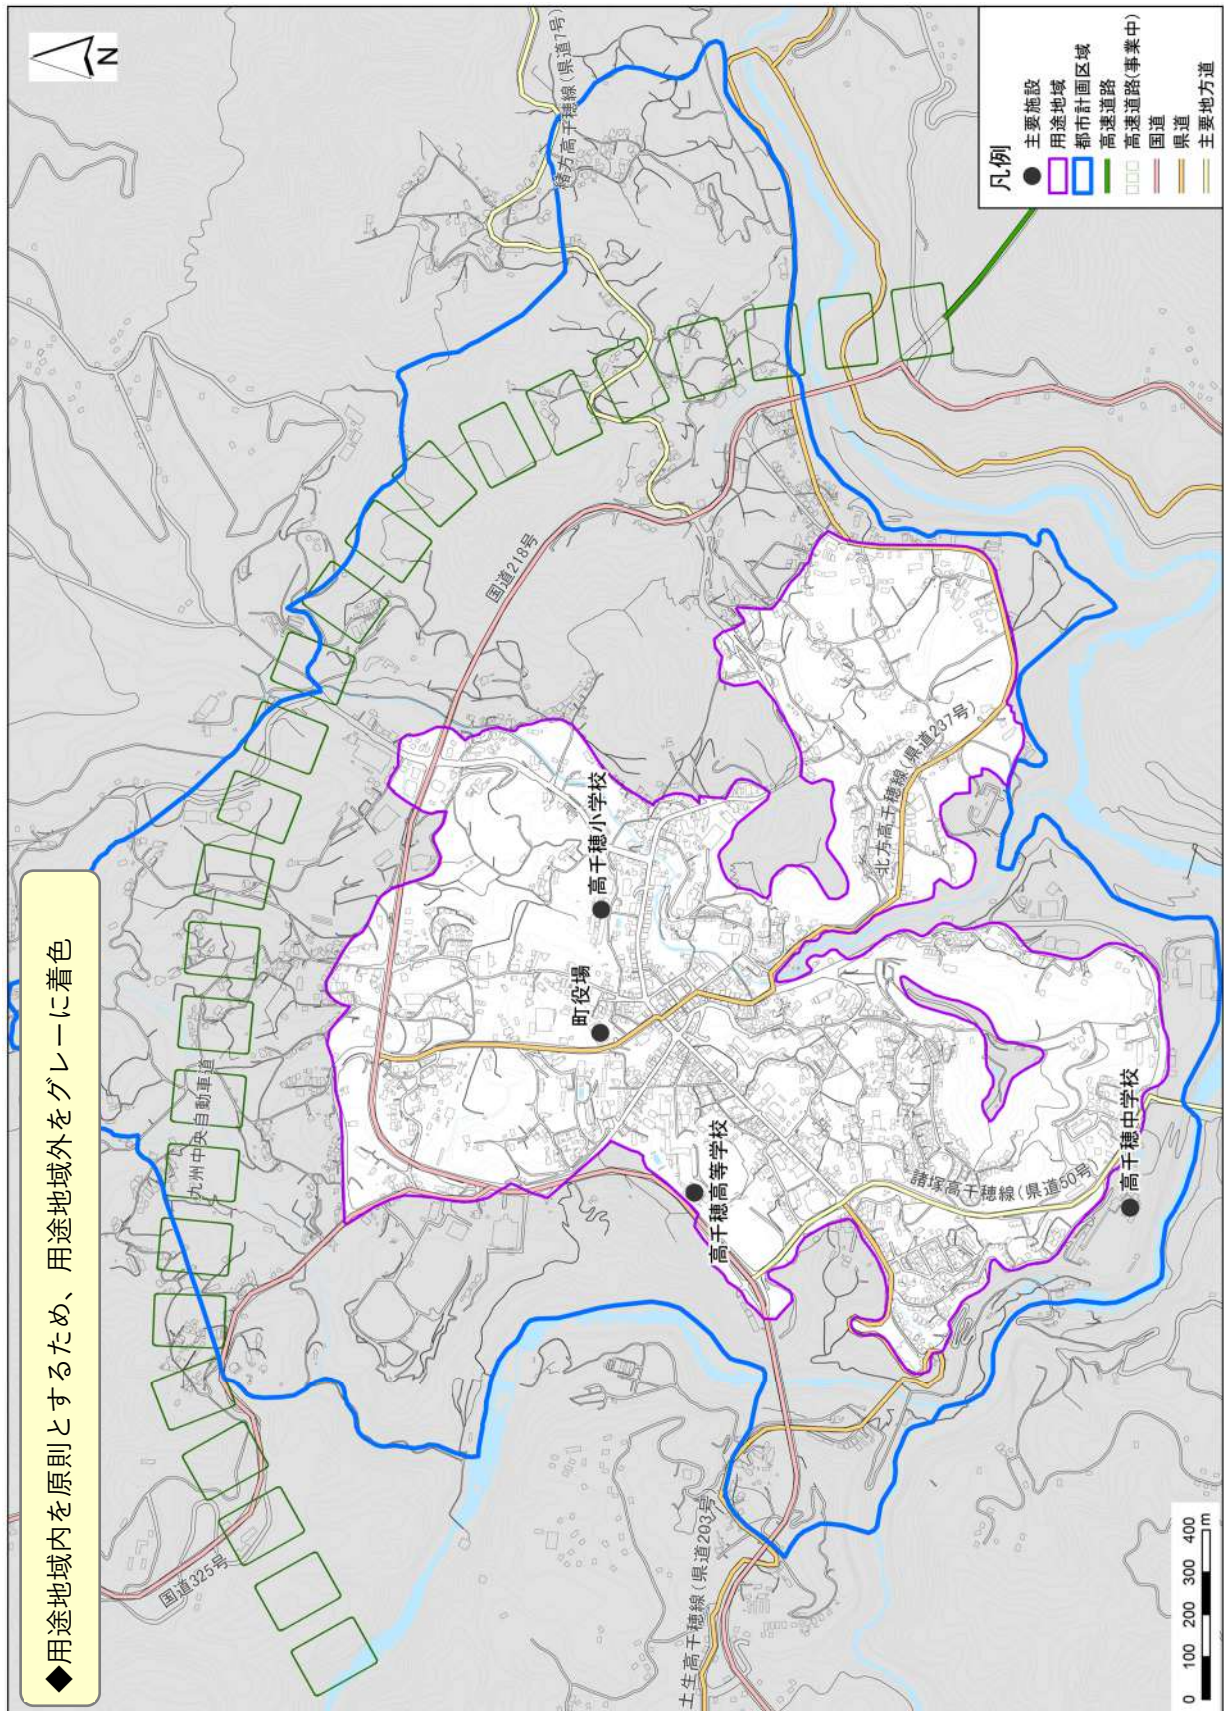 ◆用途地域内を原則とするため、用途地域外をグレーに着色
N
国道325号
九州中央自動車道
国道218号
緒方高千穂線(県道7号)
高千穂小学校
町役場
高千穂高等学校
北方高千穂線(県道237号)
諸塚高千穂線(県道50号)
高千穂中学校
土生高千穂線(県道203号)
凡例
主要施設
用途地域
都市計画区域
高速道路
高速道路(事業中)
国道
県道
主要地方道
0 100 200 300 400
m